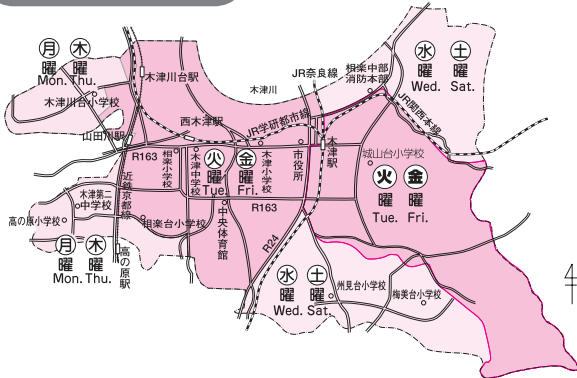 月曜 木曜
Mon. Thu.
木津川台駅
木津川台小学校
山田川駅
木津川
JR奈良線
相楽中部
消防本部
水曜 土曜
Wed. Sat.
西木津駅
JR学研都市線
JR関西本線
R163
相楽小学校
木津中学校
火曜 金曜
Tue. Fri.
木津小学校
市役所
木津駅
城山台小学校
火曜 金曜
Tue. Fri.
近鉄京都線
木津第二
中学校
高の原小学校
相楽台小学校
中央体育館
R163
R24
月曜 木曜
Mon. Thu.
高の原駅
水曜 土曜
Wed. Sat.
州見台小学校
梅美台小学校